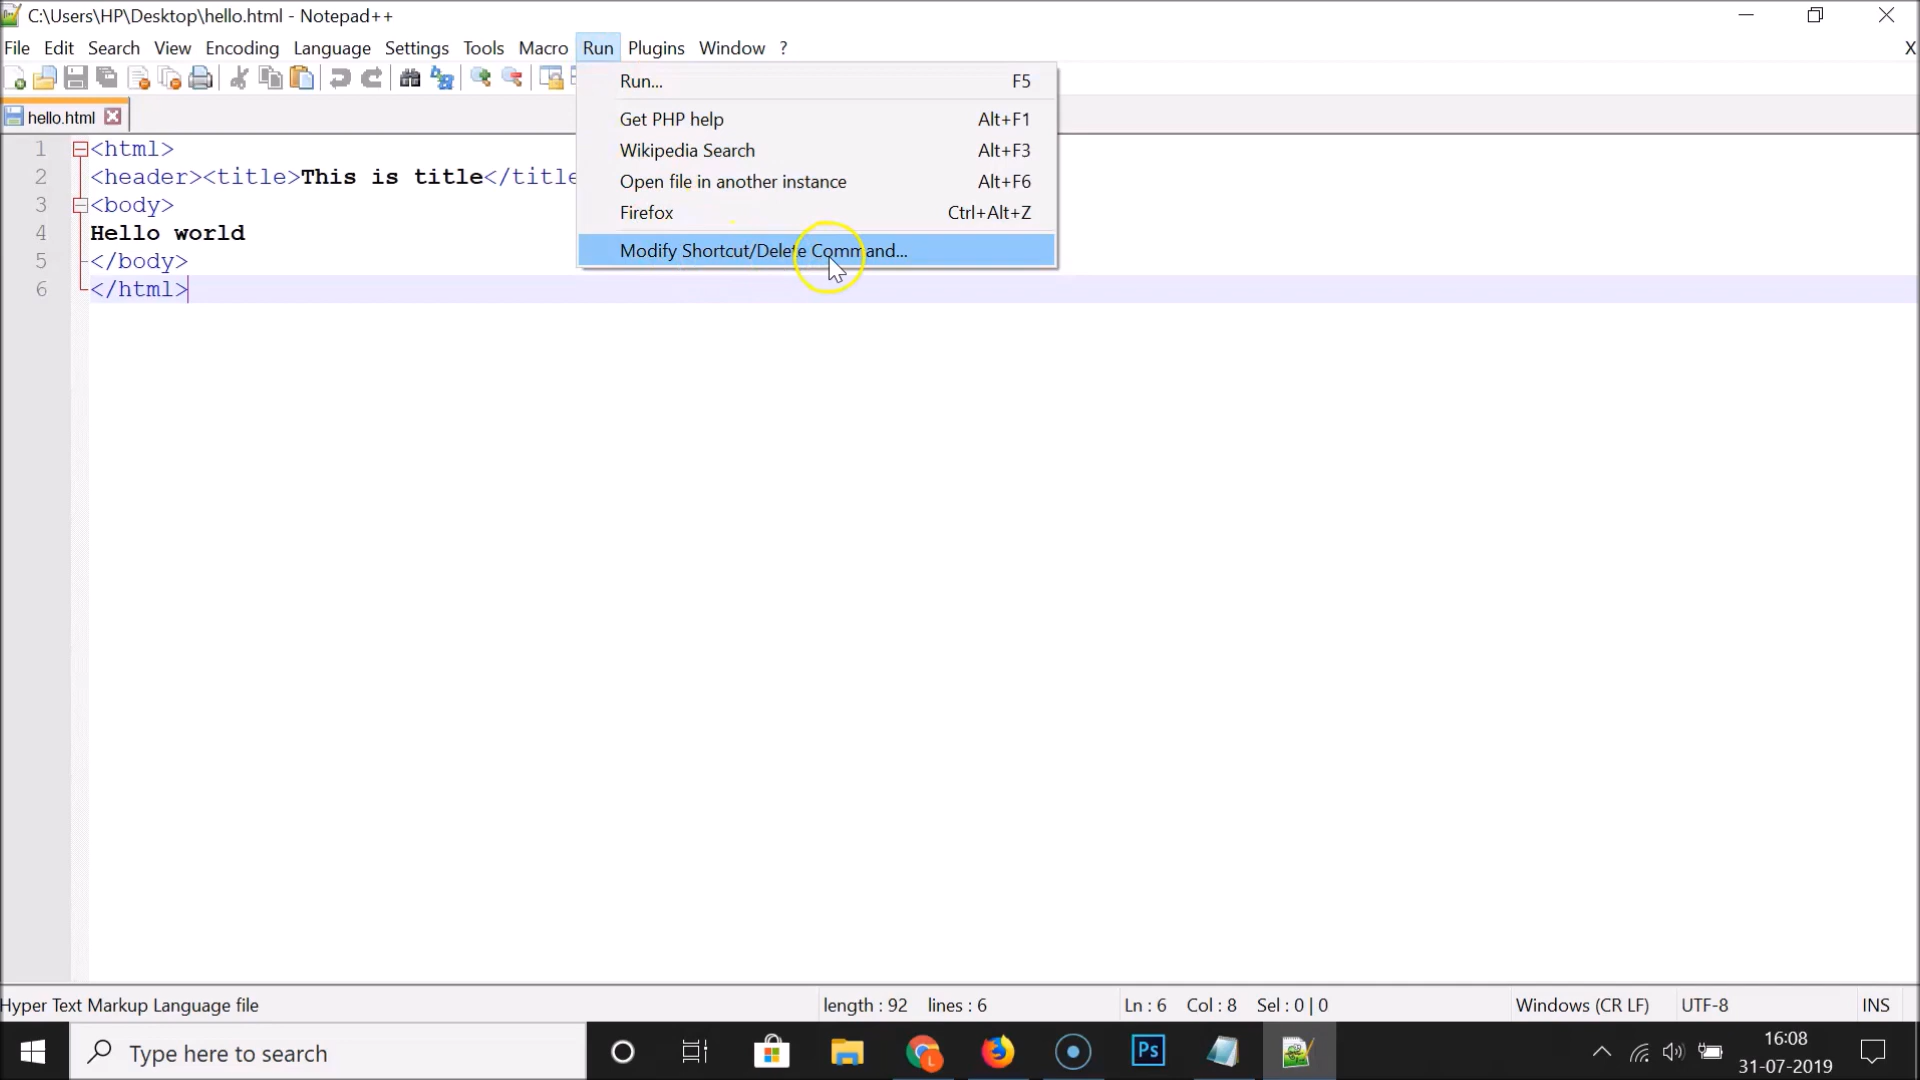 C:\Users\HP\Desktop\hello.html - Notepad++
File Edit Search View Encoding Language Settings Tools Macro Run Plugins Window ? X
Run... F5
hello.html
Get PHP help Alt+F1
Wikipedia Search Alt+F3
Open file in another instance Alt+F6
Firefox Ctrl+Alt+Z
Modify Shortcut/Delete Command...
1 <html>
2 <header><title>This is title</title
3 <body>
4 Hello world
5 </body>
6 </html>
Hyper Text Markup Language file length : 92 lines : 6 Ln : 6 Col : 8 Sel : 0 | 0 Windows (CR LF) UTF-8 INS
Type here to search
Ps
L
16:08
31-07-2019